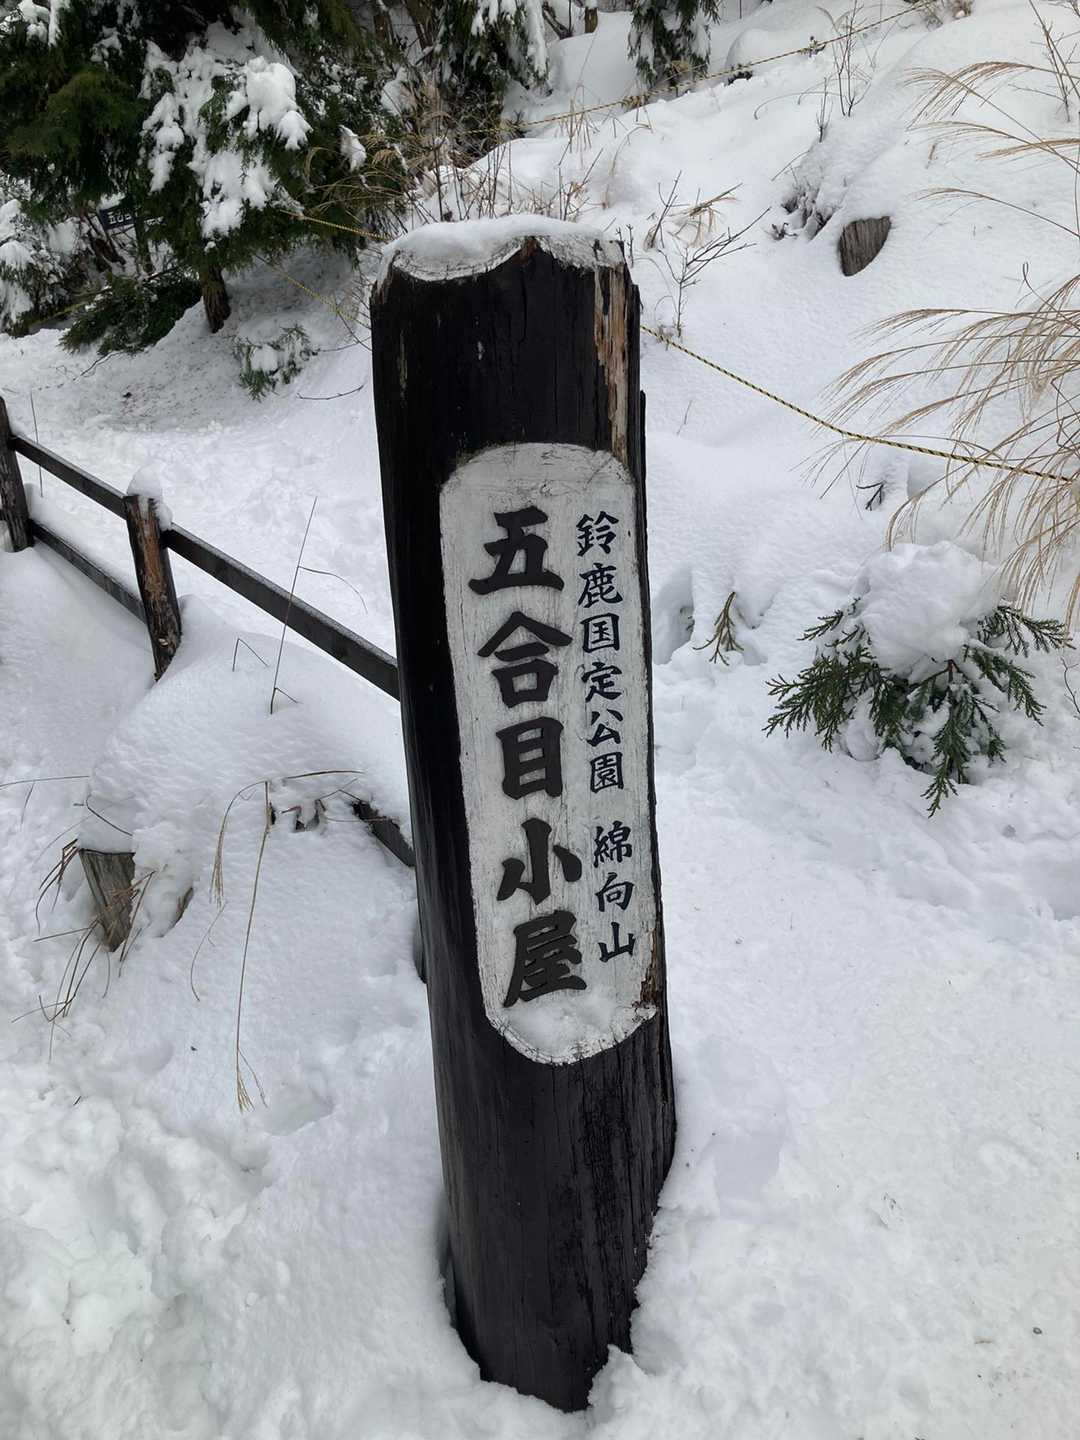 鈴鹿国定公園 綿向山
五合目小屋